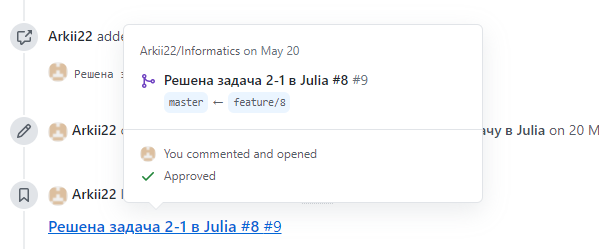 Arkii22 adde
Arkii22/Informatics on May 20
Решена з
Решена задача 2-1 в Julia #8 #9
master ← feature/8
Arkii22
чу в Julia on 20 M
You commented and opened
Approved
Arkii22
Решена задача 2-1 в Julia #8 #9